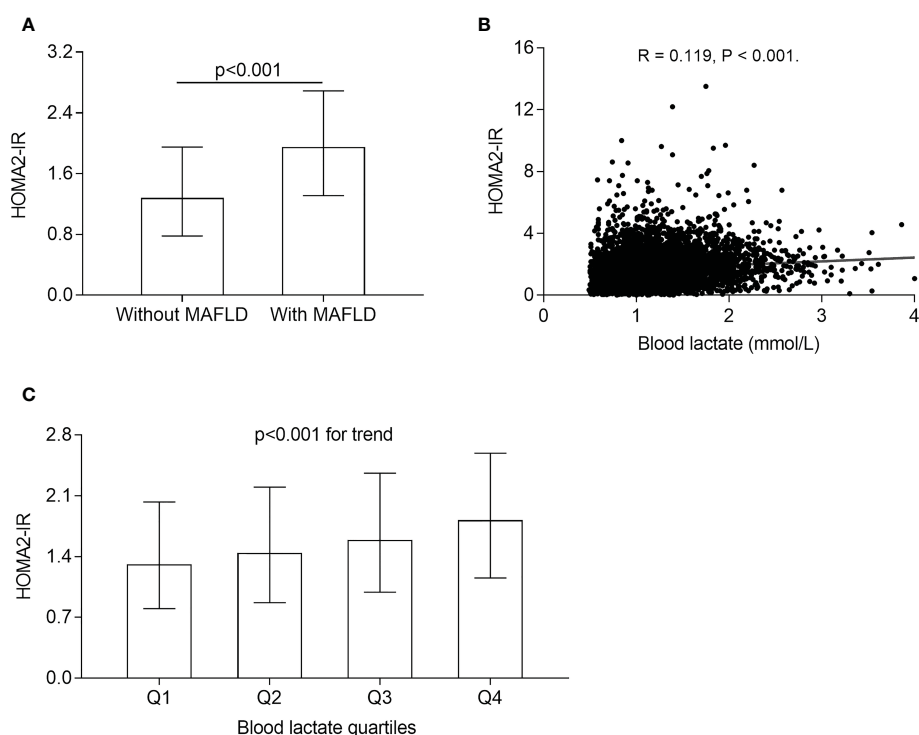 A
3.2
2.4
1.6
0.8
0.0
HOMA2-IR
p<0.001
Without MAFLD
With MAFLD
B
16
12
8
4
0
HOMA2-IR
R = 0.119, P < 0.001.
0 1 2 3 4
Blood lactate (mmol/L)
C
2.8
2.1
1.4
0.7
0.0
HOMA2-IR
p<0.001 for trend
Q1 Q2 Q3 Q4
Blood lactate quartiles